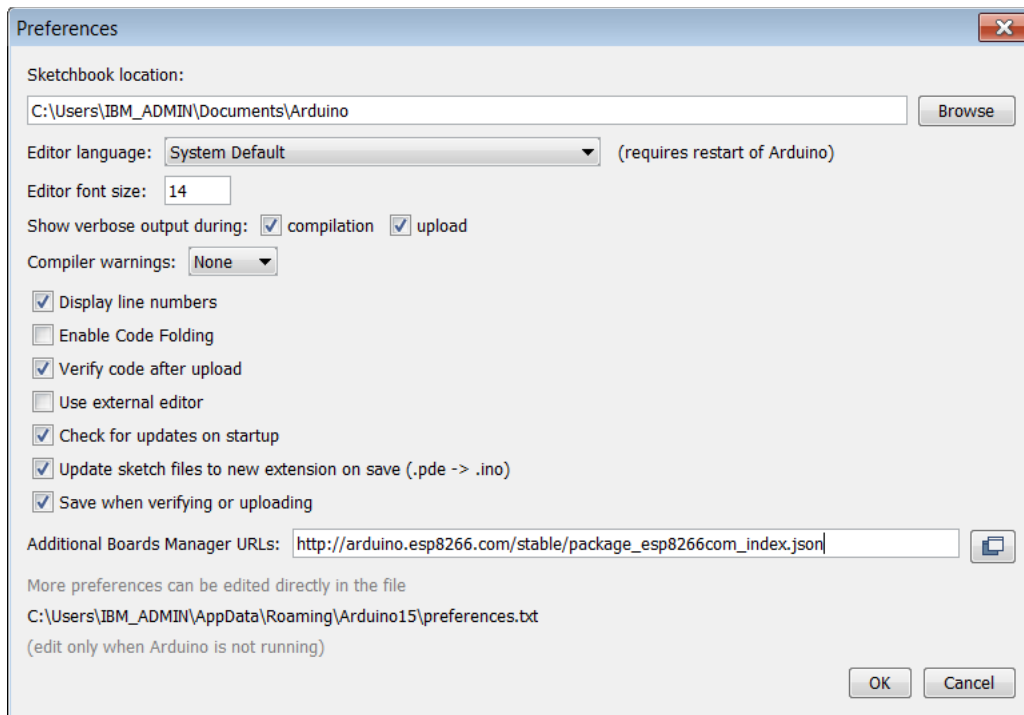 Preferences
Sketchbook location:
C:\Users\IBM_ADMIN\Documents\Arduino
Browse
Editor language: System Default (requires restart of Arduino)
Editor font size: 14
Show verbose output during: compilation upload
Compiler warnings: None
Display line numbers
Enable Code Folding
Verify code after upload
Use external editor
Check for updates on startup
Update sketch files to new extension on save (.pde -> .ino)
Save when verifying or uploading
Additional Boards Manager URLs: http://arduino.esp8266.com/stable/package_esp8266com_index.json
More preferences can be edited directly in the file
C:\Users\IBM_ADMIN\AppData\Roaming\Arduino15\preferences.txt
(edit only when Arduino is not running)
OK Cancel